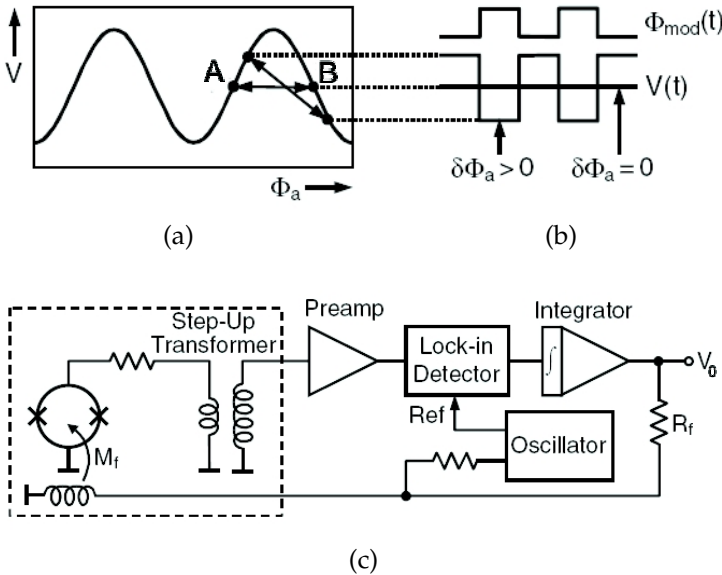 V
A
B
Φa
Φmod(t)
V(t)
δΦa > 0
δΦa = 0
(a)
(b)
Step-Up
Transformer
Preamp
Lock-in
Detector
Integrator
∫
V0
Mf
Ref
Oscillator
Rf
(c)